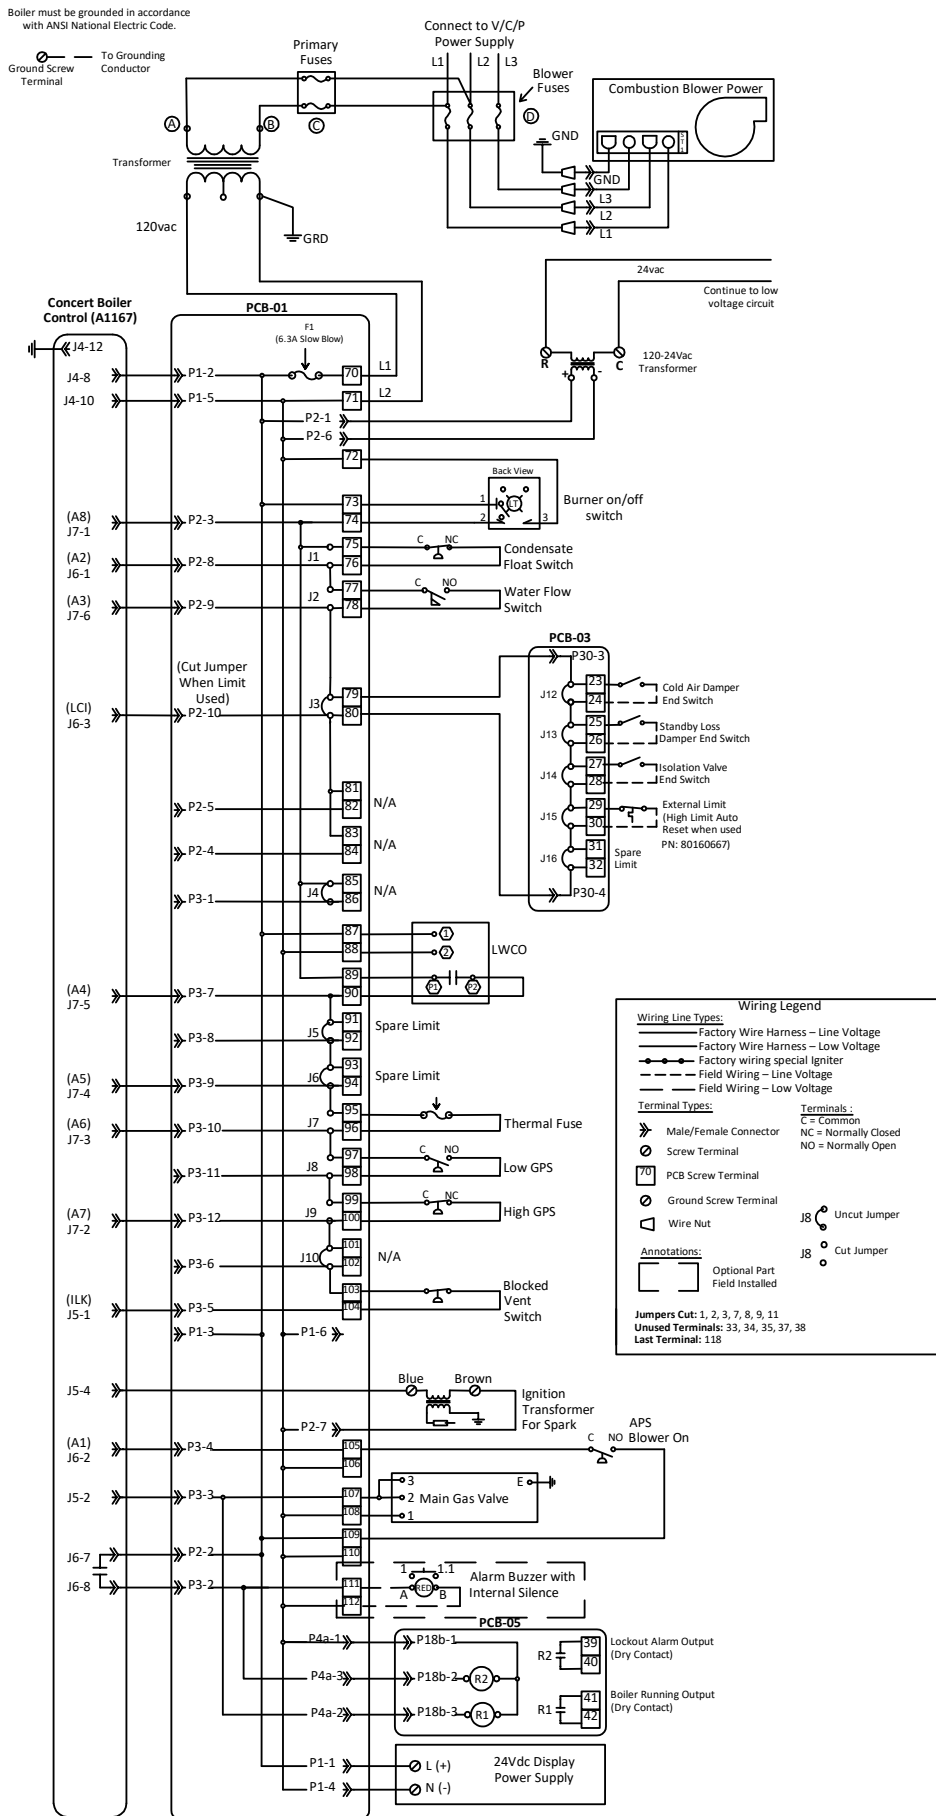 Boiler must be grounded in accordance
with ANSI National Electric Code.
Ground Screw
Terminal
To Grounding
Conductor
Primary
Fuses
Connect to V/C/P
Power Supply
L1 L2 L3
Blower
Fuses
Combustion Blower Power
S
T
1
A
B
C
D
GND
GND
L3
L2
L1
Transformer
120vac
GRD
24vac
Continue to low
voltage circuit
R
C
+
-
120-24Vac
Transformer
Concert Boiler
Control (A1167)
PCB-01
F1
(6.3A Slow Blow)
J4-12
J4-8 P1-2 70 L1
J4-10 P1-5 71 L2
P2-1
P2-6
72
73
Back View
1
2
3
LT
Burner on/off
switch
(A8)
J7-1 P2-3 74
75 C NC
Condensate
Float Switch
(A2)
J6-1 P2-8 J1 76
77 C NO
Water Flow
Switch
(A3)
J7-6 P2-9 J2 78
(Cut Jumper
When Limit
Used)
79
(LCI)
J6-3 P2-10 J3 80
PCB-03
P30-3
J12 23 24
Cold Air Damper
End Switch
J13 25 26
Standby Loss
Damper End Switch
J14 27 28
Isolation Valve
End Switch
J15 29 30
External Limit
(High Limit Auto
Reset when used
PN: 80160667)
J16 31 32
Spare
Limit
P30-4
81
P2-5 82 N/A
83
P2-4 84 N/A
85
P3-1 J4 86 N/A
87 1
88 2
LWCO
89
P1 P2
(A4)
J7-5 P3-7 90
91
Spare Limit
P3-8 J5 92
93
Spare Limit
(A5)
J7-4 P3-9 J6 94
95
Thermal Fuse
(A6)
J7-3 P3-10 J7 96
97 C NO
Low GPS
P3-11 J8 98
99 C NC
High GPS
(A7)
J7-2 P3-12 J9 100
101
N/A
P3-6 J10 102
103
Blocked
Vent
Switch
(ILK)
J5-1 P3-5 104
P1-3 P1-6
Wiring Legend
Wiring Line Types:
Factory Wire Harness – Line Voltage
Factory Wire Harness – Low Voltage
Factory wiring special Igniter
Field Wiring – Line Voltage
Field Wiring – Low Voltage
Terminal Types:
Male/Female Connector
Screw Terminal
70 PCB Screw Terminal
Ground Screw Terminal
Wire Nut
Terminals :
C = Common
NC = Normally Closed
NO = Normally Open
J8 Uncut Jumper
J8 Cut Jumper
Annotations:
Optional Part
Field Installed
Jumpers Cut: 1, 2, 3, 7, 8, 9, 11
Unused Terminals: 33, 34, 35, 37, 38
Last Terminal: 118
J5-4
Blue Brown
Ignition
Transformer
For Spark
P2-7
(A1)
J6-2 P3-4 105
106
C NO
APS
Blower On
J5-2 P3-3 107
108
3
2
1
Main Gas Valve
E
109
110
J6-7 P2-2
J6-8 P3-2 111
112
1 1.1
A RED B
Alarm Buzzer with
Internal Silence
PCB-05
P4a-1 P18b-1
P4a-3 P18b-2 R2
P4a-2 P18b-3 R1
R2 39 40
Lockout Alarm Output
(Dry Contact)
R1 41 42
Boiler Running Output
(Dry Contact)
P1-1 L (+)
P1-4 N (-)
24Vdc Display
Power Supply